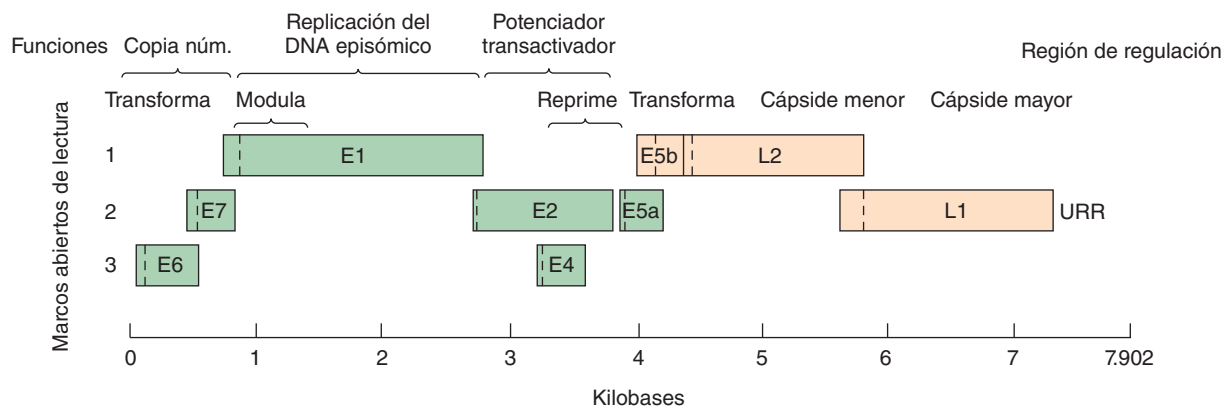 Funciones
Copia núm.
Replicación del
DNA episómico
Potenciador
transactivador
Región de regulación
Transforma
Modula
Reprime
Transforma
Cápside menor
Cápside mayor
Marcos abiertos de lectura
1
E1
E5b
L2
2
E7
E2
E5a
L1
URR
3
E6
E4
0
1
2
3
4
5
6
7
7.902
Kilobases